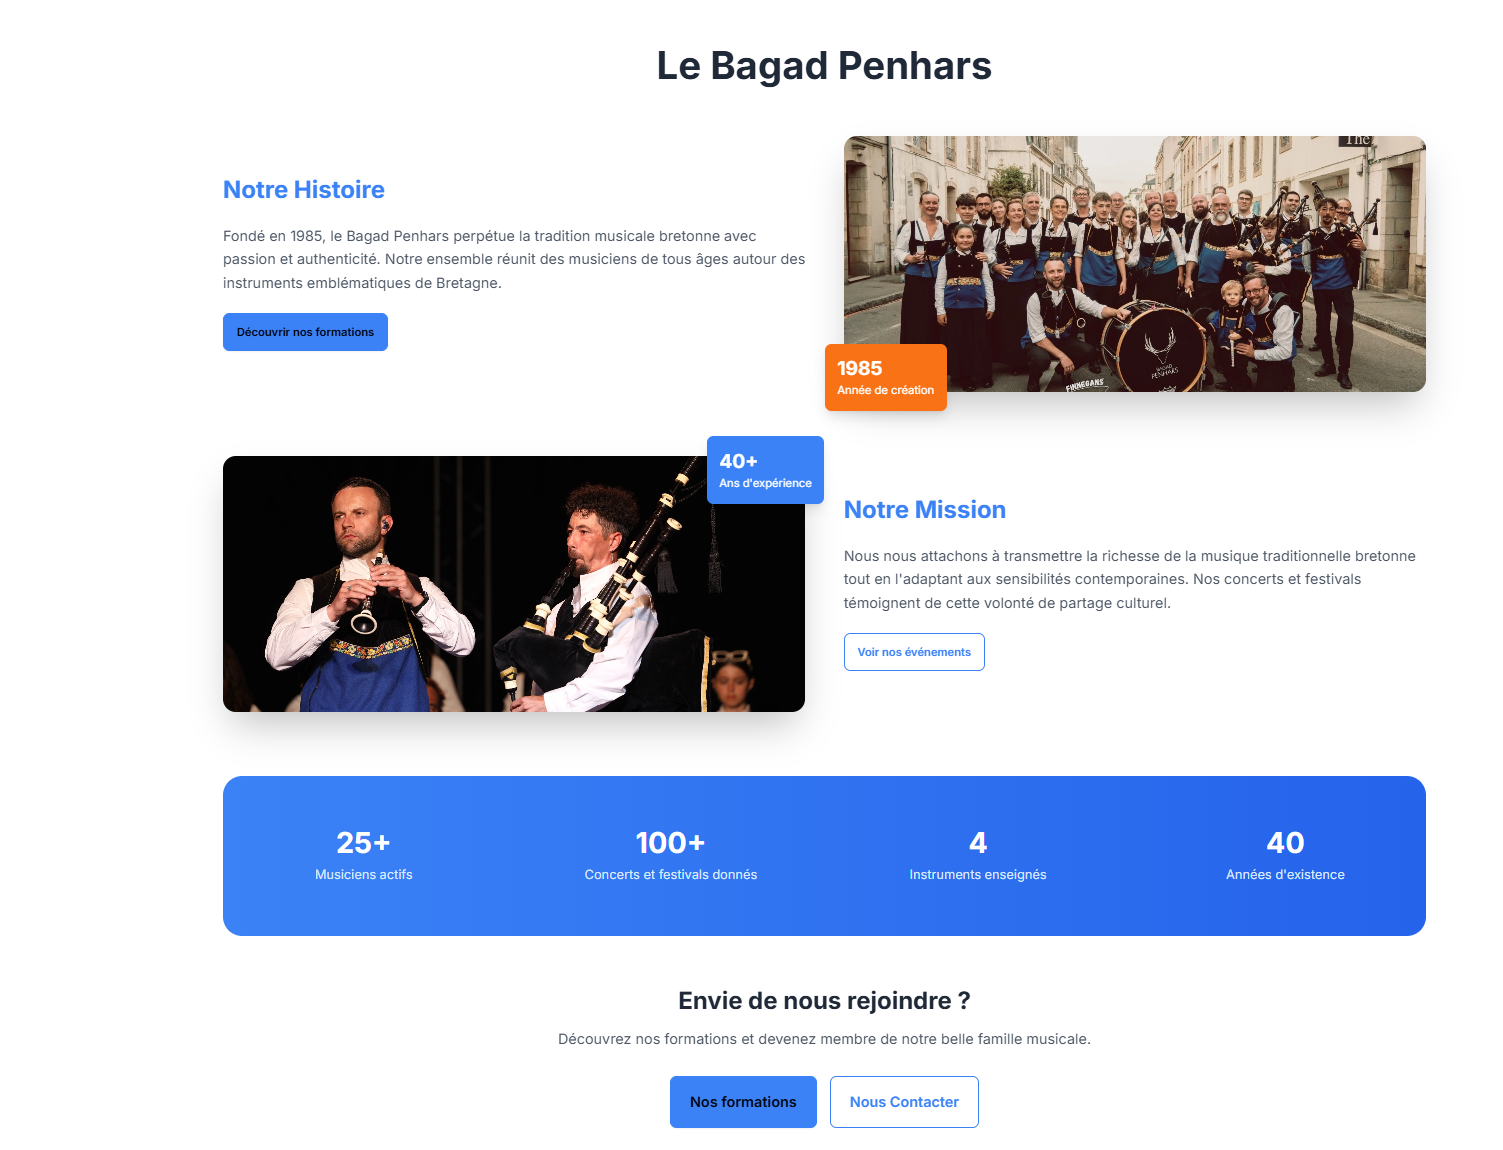 Le Bagad Penhars
Notre Histoire
Fondé en 1985, le Bagad Penhars perpétue la tradition musicale bretonne avec
passion et authenticité. Notre ensemble réunit des musiciens de tous âges autour des
instruments emblématiques de Bretagne.
Découvrir nos formations
The
BAGAD
PENHARS
FINNEGANS
1985
Année de création
40+
Ans d'expérience
Notre Mission
Nous nous attachons à transmettre la richesse de la musique traditionnelle bretonne
tout en l'adaptant aux sensibilités contemporaines. Nos concerts et festivals
témoignent de cette volonté de partage culturel.
Voir nos événements
25+
Musiciens actifs
100+
Concerts et festivals donnés
4
Instruments enseignés
40
Années d'existence
Envie de nous rejoindre ?
Découvrez nos formations et devenez membre de notre belle famille musicale.
Nos formations
Nous Contacter